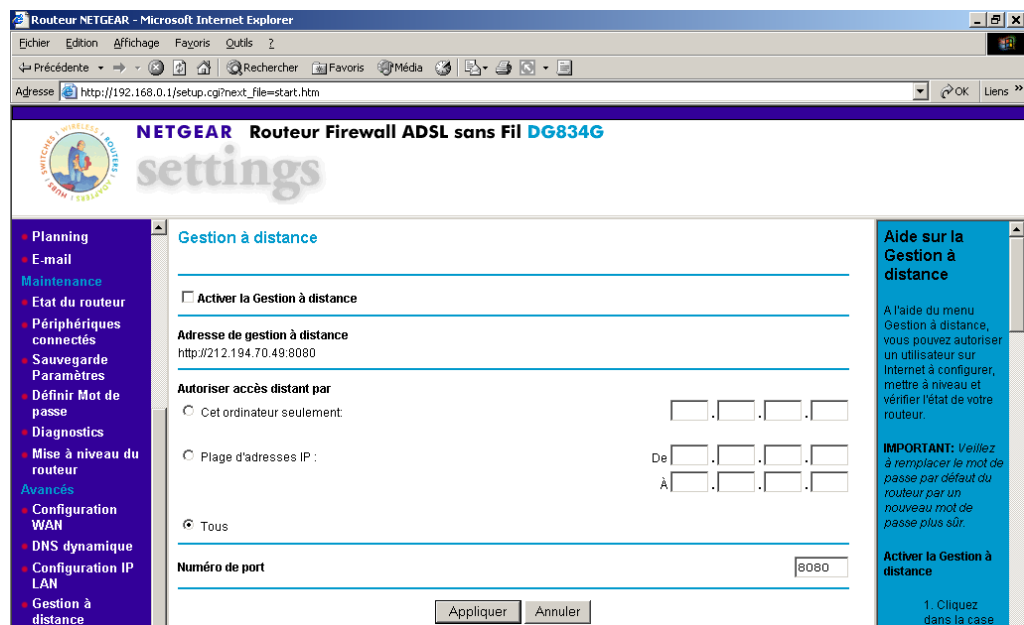 Routeur NETGEAR - Microsoft Internet Explorer
Eichier Edition Affichage Favoris Outils ?
Précédente Rechercher Favoris Média
Adresse http://192.168.0.1/setup.cgi?next_file=start.htm OK Liens »
WIRELESS ROUTERS ADAPTERS HUBS SWITCHES
NETGEAR Routeur Firewall ADSL sans Fil DG834G
settings
Planning
E-mail
Maintenance
Etat du routeur
Périphériques
connectés
Sauvegarde
Paramètres
Définir Mot de
passe
Diagnostics
Mise à niveau du
routeur
Avancés
Configuration
WAN
DNS dynamique
Configuration IP
LAN
Gestion à
distance
Gestion à distance
Activer la Gestion à distance
Adresse de gestion à distance
http://212.194.70.49:8080
Autoriser accès distant par
Cet ordinateur seulement:
. . .
Plage d'adresses IP :
De . . .
À . . .
Tous
Numéro de port 8080
Appliquer Annuler
Aide sur la
Gestion à
distance
A l'aide du menu
Gestion à distance,
vous pouvez autoriser
un utilisateur sur
Internet à configurer,
mettre à niveau et
vérifier l'état de votre
routeur.
IMPORTANT: Veillez
à remplacer le mot de
passe par défaut du
routeur par un
nouveau mot de
passe plus sûr.
Activer la Gestion à
distance
1. Cliquez
dans la case